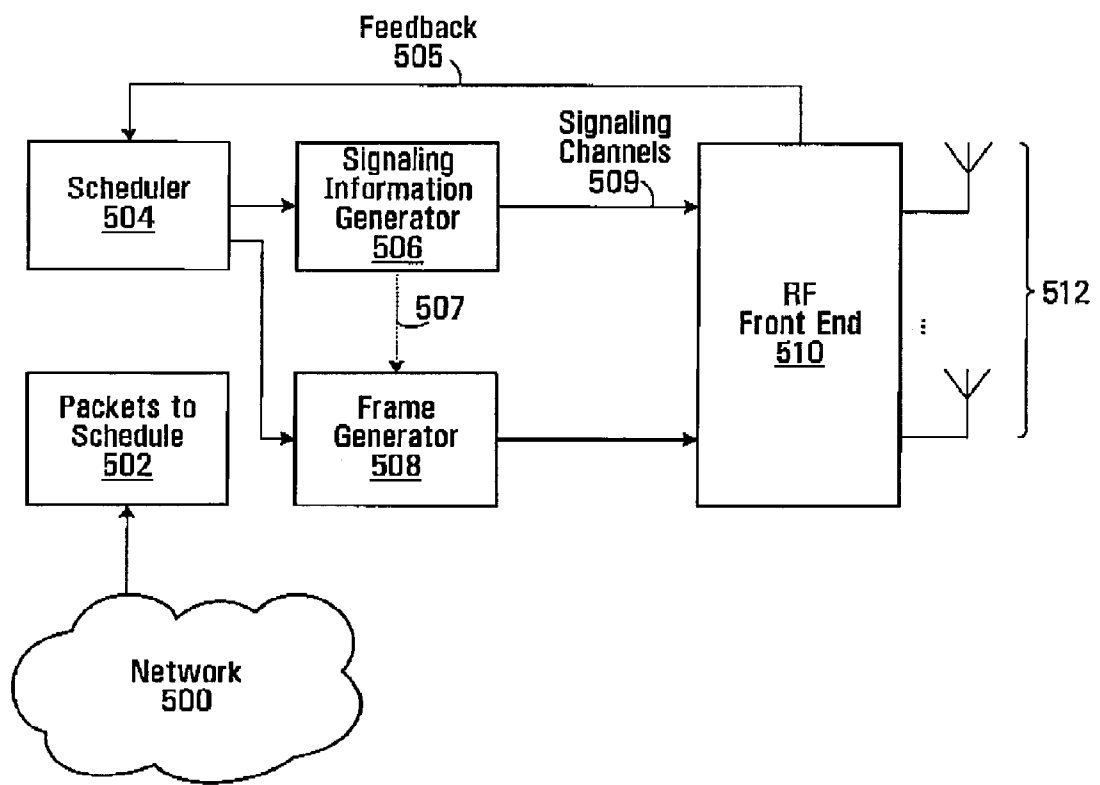 Feedback
505
Scheduler
504
Signaling
Information
Generator
506
Signaling
Channels
509
RF
Front End
510
...
512
507
Packets to
Schedule
502
Frame
Generator
508
Network
500